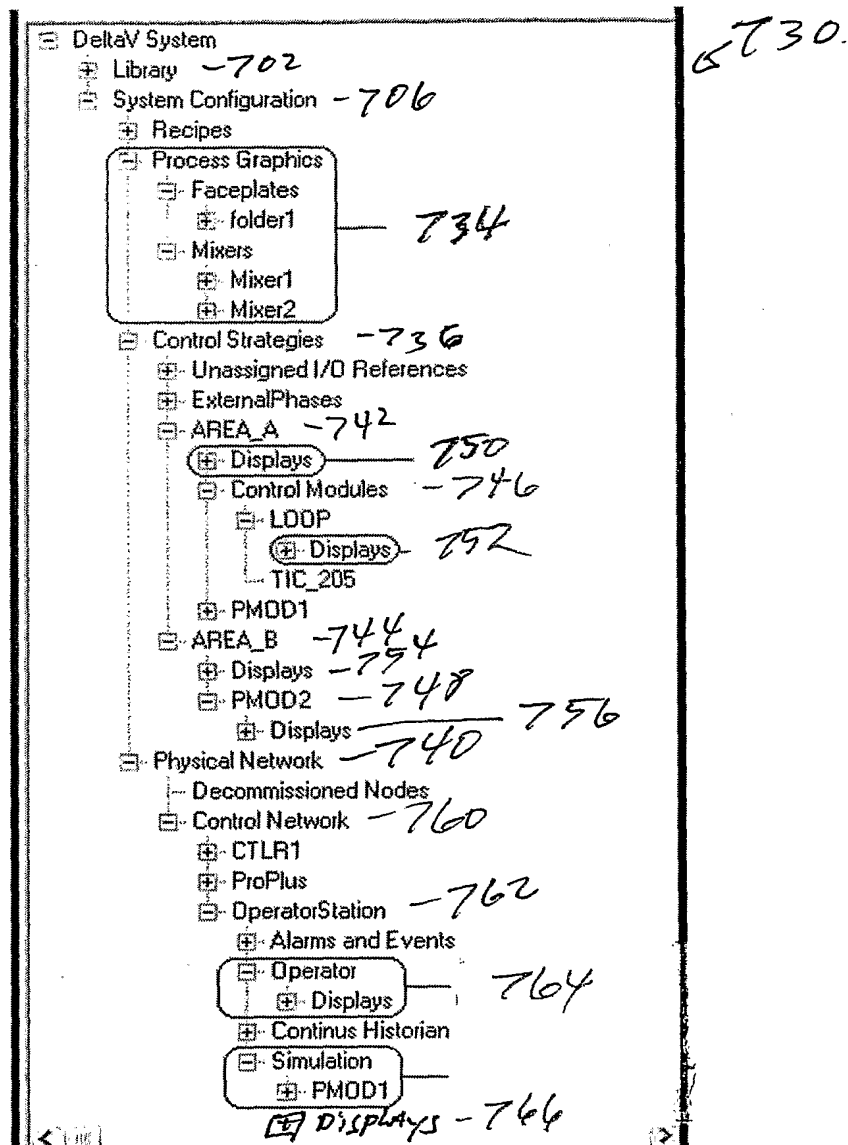 DeltaV System
730
Library -702
System Configuration -706
Recipes
Process Graphics
Faceplates
folder1
734
Mixers
Mixer1
Mixer2
Control Strategies -736
Unassigned I/O References
ExternalPhases
AREA_A -742
Displays 750
Control Modules -746
LOOP
Displays 752
TIC_205
PMOD1
AREA_B -744
Displays -754
PMOD2 -748
Displays 756
Physical Network -740
Decommissioned Nodes
Control Network -760
CTLR1
ProPlus
OperatorStation -762
Alarms and Events
Operator
Displays
764
Continus Historian
Simulation
PMOD1
DISPLAYS -766